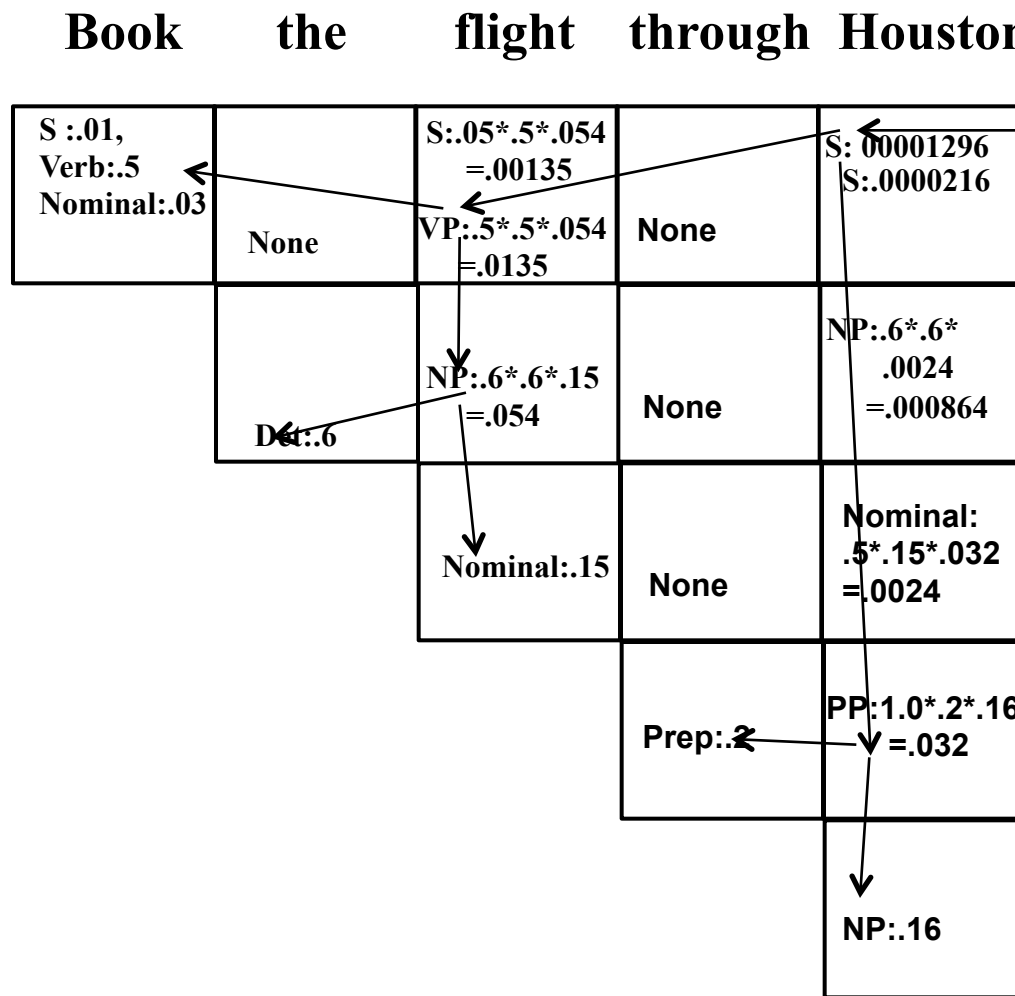 Book the flight through Houston
S :.01,
Verb:.5
Nominal:.03
None
S:.05*.5*.054
=.00135
VP:.5*.5*.054
=.0135
None
S: 00001296
S:.0000216
Det:.6
NP:.6*.6*.15
=.054
None
NP:.6*.6*
.0024
=.000864
Nominal:.15
None
Nominal:
.5*.15*.032
=.0024
Prep:.2
PP:1.0*.2*.16
=.032
NP:.16